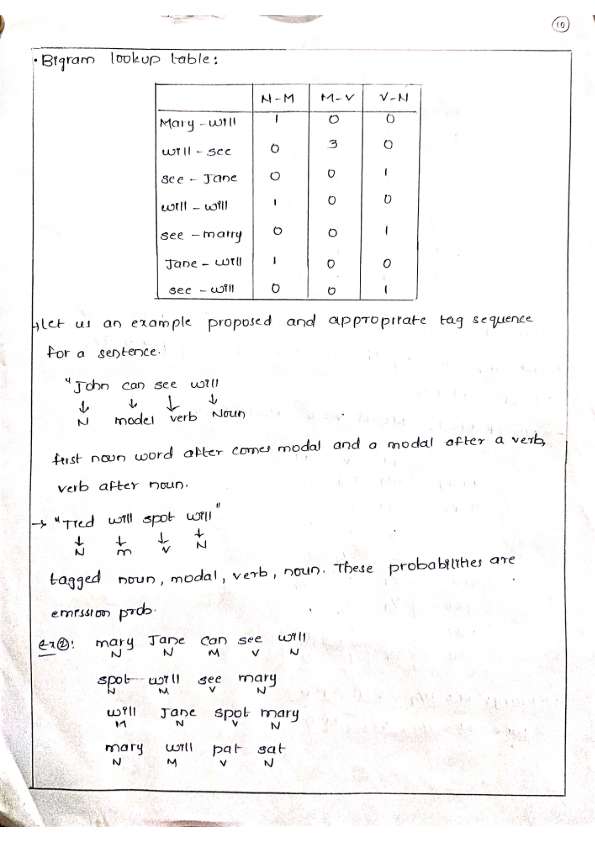 10
• Bigram lookup table:
N-M M-V V-N
Mary-will 1 0 0
will-see 0 3 0
see-Jane 0 0 1
will-will 1 0 0
see-marry 0 0 1
Jane-will 1 0 0
see-will 0 0 1
→ let us an example proposed and appropirate tag sequence
for a sentence.
"John can see will
↓ ↓ ↓ ↓
N model verb Noun
first noun word after comes modal and a modal after a verb,
verb after noun.
→ "Tted will spot will"
↓ ↓ ↓ ↓
N m V N
tagged noun, modal, verb, noun. These probabilities are
emission prob.
ex②: mary Jane can see will
N N M V N
spot will see mary
N M V N
will Jane spot mary
M N V N
mary will pat sat
N M V N